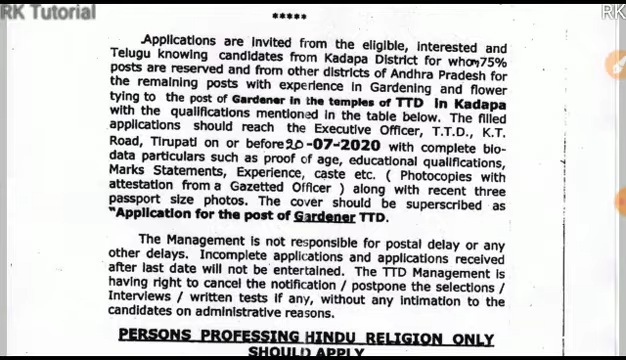 RK Tutorial
RK
*****
Applications are invited from the eligible, interested and
Telugu knowing candidates from Kadapa District for whom 75%
posts are reserved and from other districts of Andhra Pradesh for
the remaining posts with experience in Gardening and flower
tying to the post of Gardener in the temples of TTD in Kadapa
with the qualifications mentioned in the table below. The filled
applications should reach the Executive Officer, T.T.D., K.T.
Road, Tirupati on or before 20-07-2020 with complete bio-
data particulars such as proof of age, educational qualifications,
Marks Statements, Experience, caste etc. ( Photocopies with
attestation from a Gazetted Officer ) along with recent three
passport size photos. The cover should be superscribed as
"Application for the post of Gardener TTD.
The Management is not responsible for postal delay or any
other delays. Incomplete applications and applications received
after last date will not be entertained. The TTD Management is
having right to cancel the notification / postpone the selections /
Interviews / written tests if any, without any intimation to the
candidates on administrative reasons.
PERSONS PROFESSING HINDU RELIGION ONLY
SHOULD APPLY